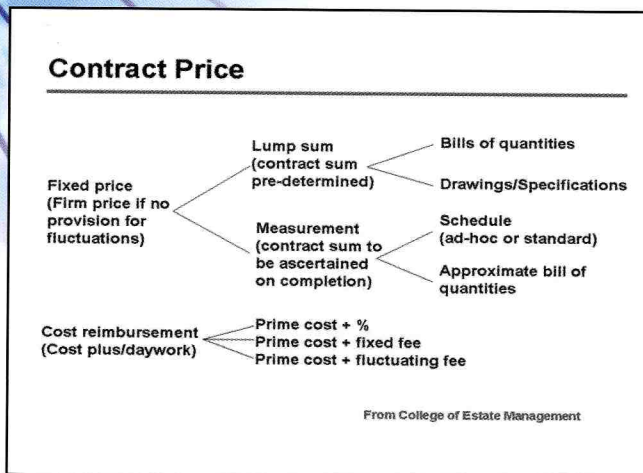 Contract Price
Fixed price
(Firm price if no
provision for
fluctuations)
Lump sum
(contract sum
pre-determined)
Bills of quantities
Drawings/Specifications
Measurement
(contract sum to
be ascertained
on completion)
Schedule
(ad-hoc or standard)
Approximate bill of
quantities
Cost reimbursement
(Cost plus/daywork)
Prime cost + %
Prime cost + fixed fee
Prime cost + fluctuating fee
From College of Estate Management